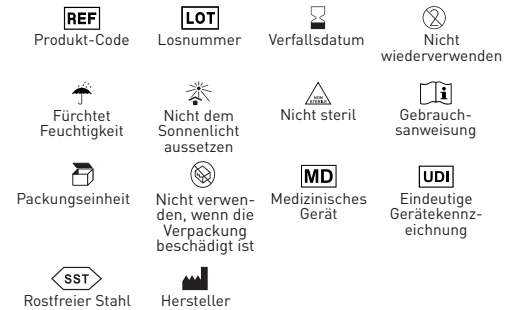 REF
LOT
Produkt-Code
Losnummer
Verfallsdatum
Nicht
wiederverwenden
2
Fürchtet
Feuchtigkeit
Nicht dem
Sonnenlicht
aussetzen
NON
STERILE
Nicht steril
i
Gebrauch-
sanweisung
Packungseinheit
Nicht verwen-
den, wenn die
Verpackung
beschädigt ist
MD
Medizinisches
Gerät
UDI
Eindeutige
Gerätekennz-
eichnung
SST
Rostfreier Stahl
Hersteller